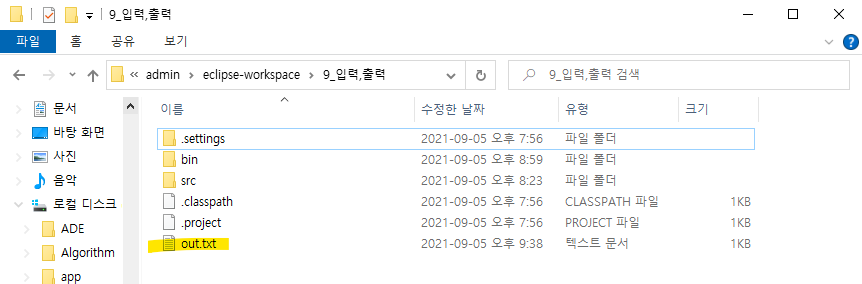 9_입력,출력
파일 홈 공유 보기
« admin > eclipse-workspace > 9_입력,출력 9_입력,출력 검색
문서
바탕 화면
사진
음악
로컬 디스크
ADE
Algorithm
app
이름 수정한 날짜 유형 크기
.settings 2021-09-05 오후 7:56 파일 폴더
bin 2021-09-05 오후 8:59 파일 폴더
src 2021-09-05 오후 8:23 파일 폴더
.classpath 2021-09-05 오후 7:56 CLASSPATH 파일 1KB
.project 2021-09-05 오후 7:56 PROJECT 파일 1KB
out.txt 2021-09-05 오후 9:38 텍스트 문서 1KB